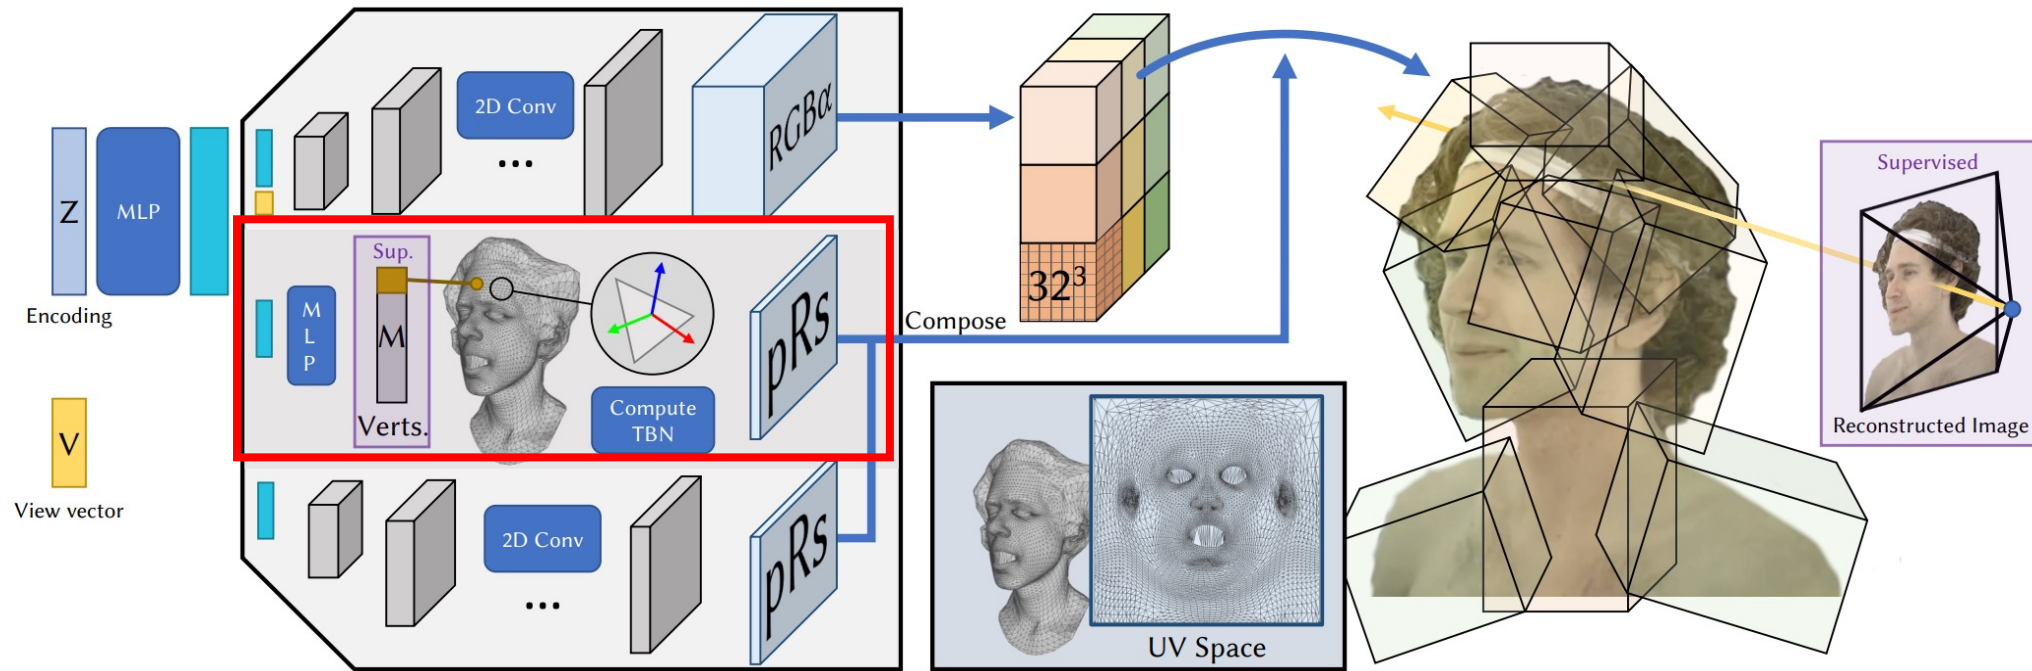 Z
MLP
Encoding
V
View vector
2D Conv
...
RGBα
M
L
P
Sup.
M
Verts.
Compute
TBN
pRs
2D Conv
...
pRs
Compose
32³
UV Space
Supervised
Reconstructed Image